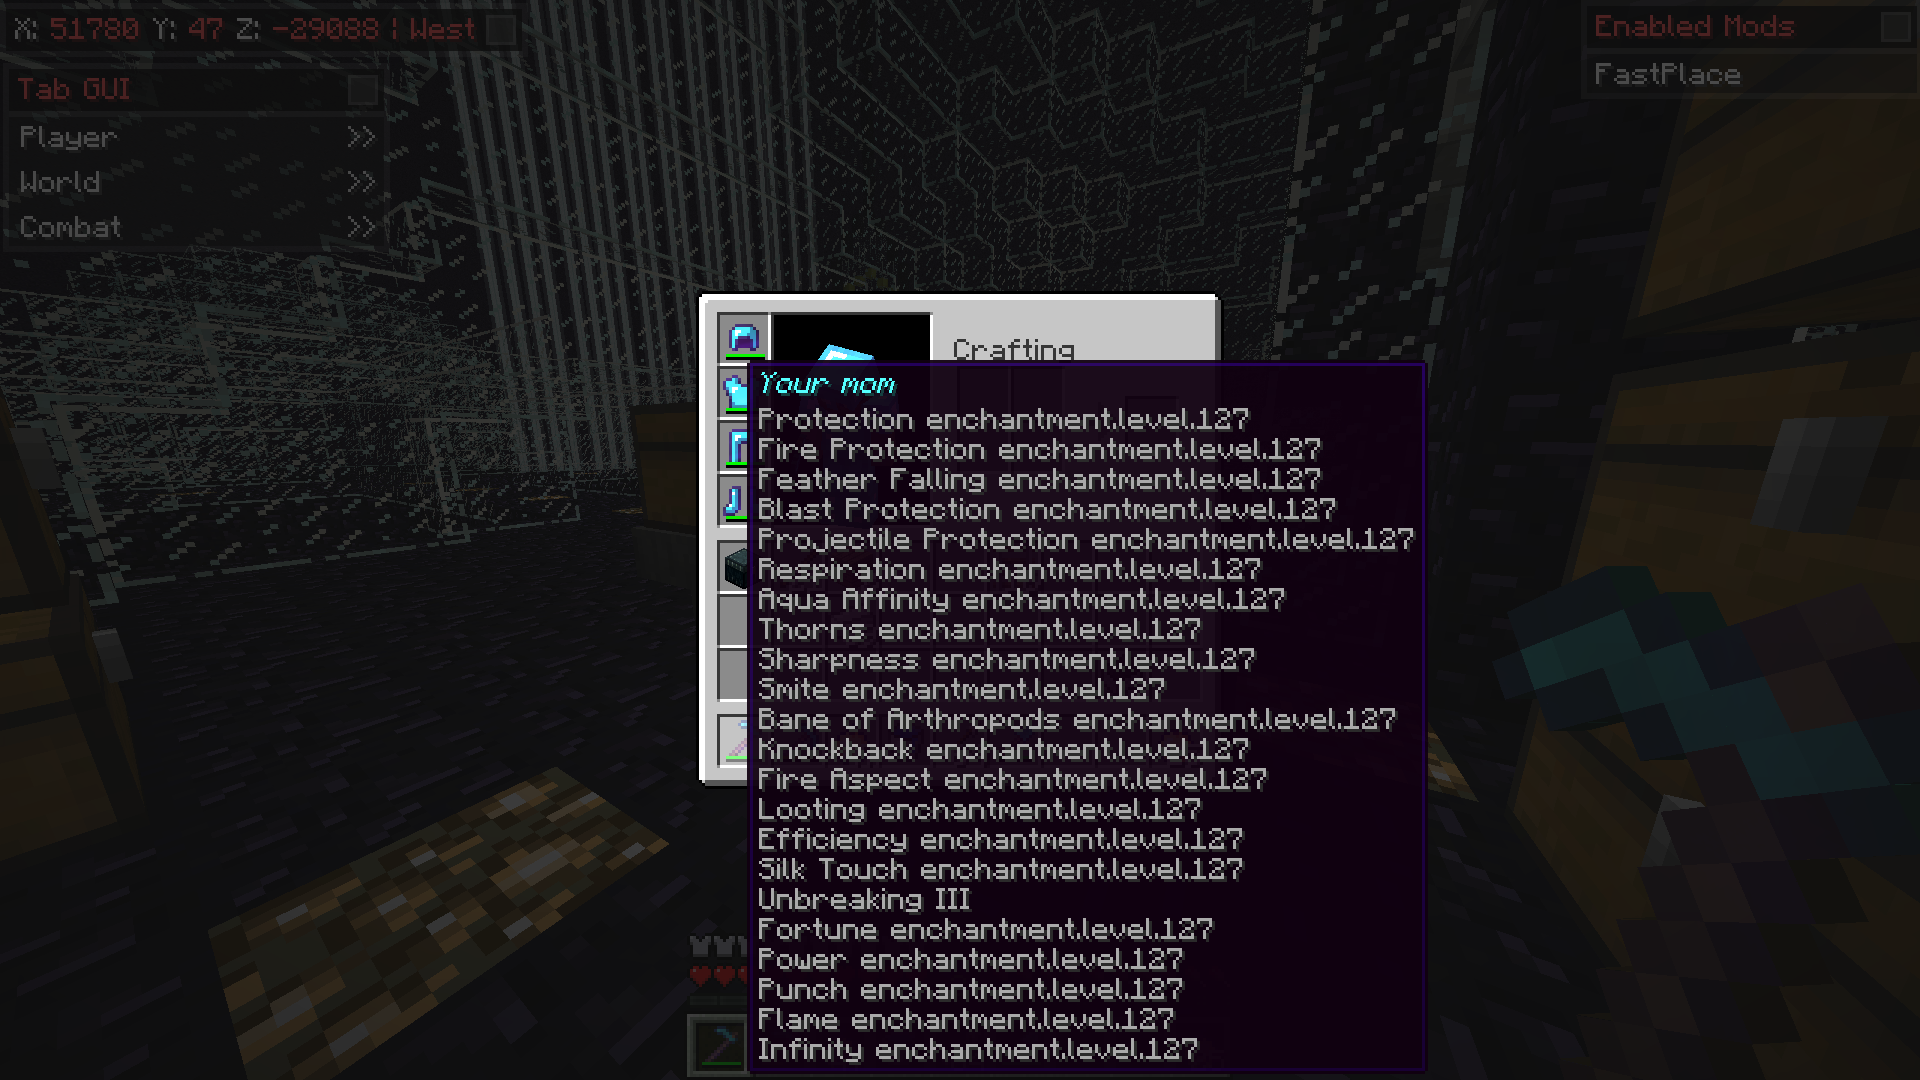 X: 51780 Y: 47 Z: -29088 | West
Enabled Mods
FastPlace
Tab GUI
Player >>
World >>
Combat >>
Crafting
Your mom
Protection enchantment.level.127
Fire Protection enchantment.level.127
Feather Falling enchantment.level.127
Blast Protection enchantment.level.127
Projectile Protection enchantment.level.127
Respiration enchantment.level.127
Aqua Affinity enchantment.level.127
Thorns enchantment.level.127
Sharpness enchantment.level.127
Smite enchantment.level.127
Bane of Arthropods enchantment.level.127
Knockback enchantment.level.127
Fire Aspect enchantment.level.127
Looting enchantment.level.127
Efficiency enchantment.level.127
Silk Touch enchantment.level.127
Unbreaking III
Fortune enchantment.level.127
Power enchantment.level.127
Punch enchantment.level.127
Flame enchantment.level.127
Infinity enchantment.level.127